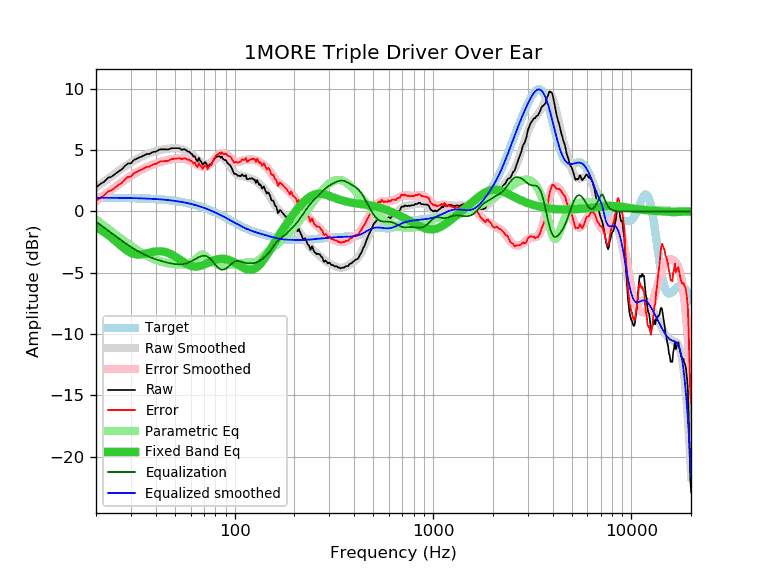 1MORE Triple Driver Over Ear
10
5
0
−5
−10
−15
−20
Amplitude (dBr)
Target
Raw Smoothed
Error Smoothed
Raw
Error
Parametric Eq
Fixed Band Eq
Equalization
Equalized smoothed
100 1000 10000
Frequency (Hz)